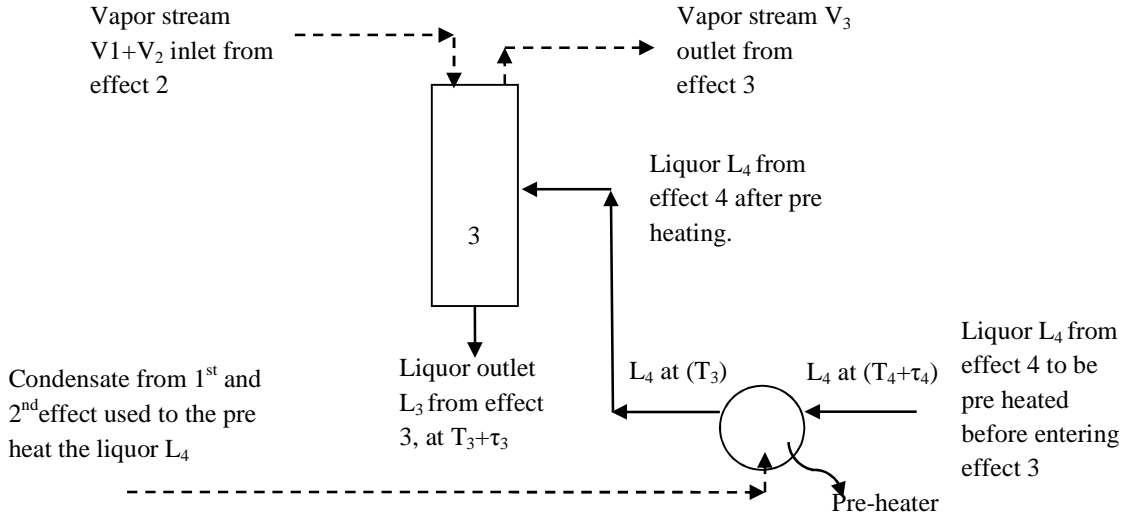 Vapor stream
V1+V₂ inlet from
effect 2
Vapor stream V₃
outlet from
effect 3
Liquor L₄ from
effect 4 after pre
heating.
3
Liquor outlet
L₃ from effect
3, at T₃+τ₃
L₄ at (T₃)
L₄ at (T₄+τ₄)
Liquor L₄ from
effect 4 to be
pre heated
before entering
effect 3
Condensate from 1ˢᵗ and
2ⁿᵈeffect used to the pre
heat the liquor L₄
Pre-heater